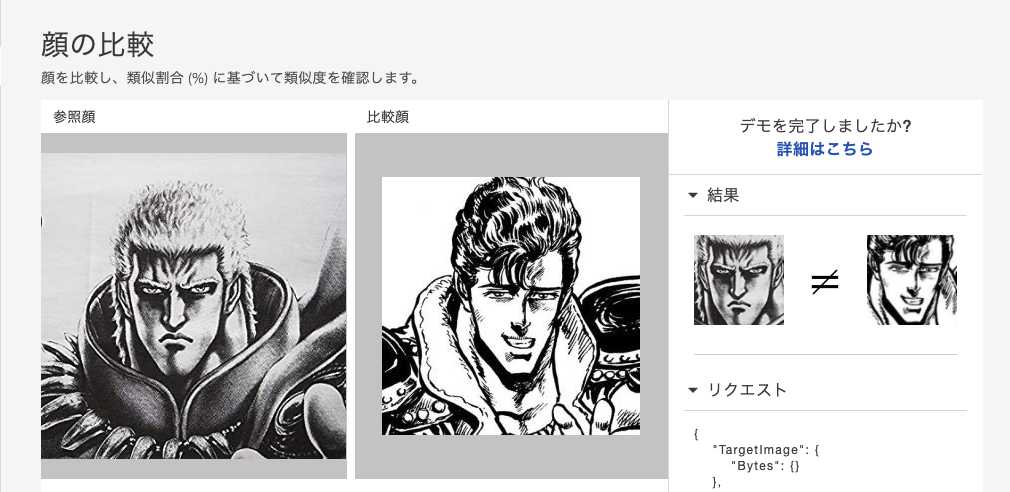 顔の比較
顔を比較し、類似割合 (%) に基づいて類似度を確認します。
参照顔
比較顔
デモを完了しましたか?
詳細はこちら
結果
≠
リクエスト
{
"TargetImage": {
"Bytes": {}
},